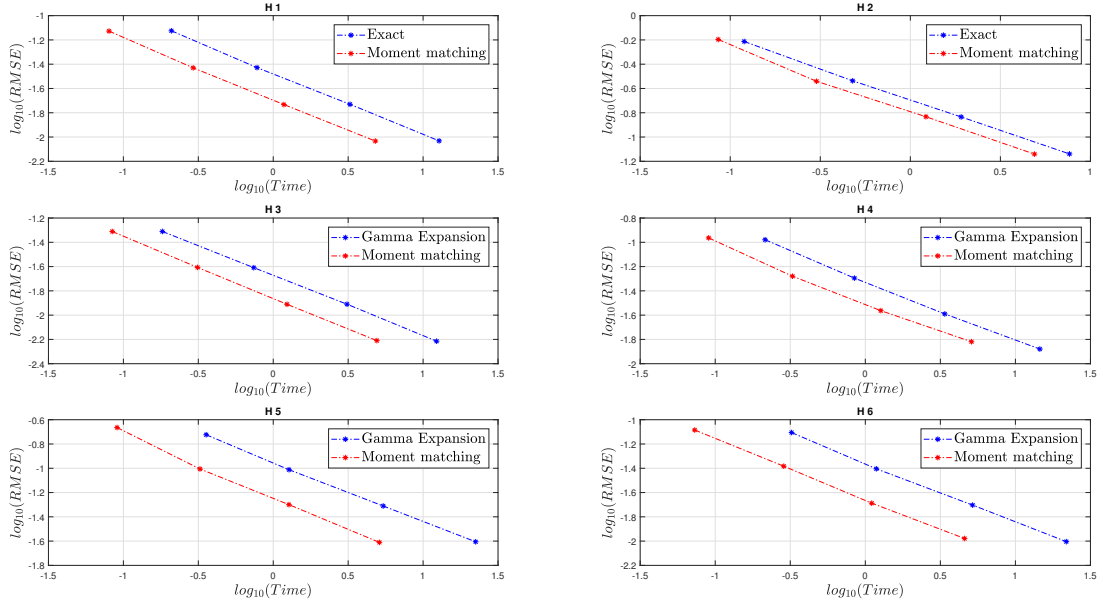 H 1
Exact
Moment matching
-1
-1.2
-1.4
-1.6
-1.8
-2
-2.2
log10(RMSE)
-1.5 -1 -0.5 0 0.5 1 1.5
log10(Time)
H 2
Exact
Moment matching
0
-0.2
-0.4
-0.6
-0.8
-1
-1.2
log10(RMSE)
-1.5 -1 -0.5 0 0.5 1
log10(Time)
H 3
Gamma Expansion
Moment matching
-1.2
-1.4
-1.6
-1.8
-2
-2.2
-2.4
log10(RMSE)
-1.5 -1 -0.5 0 0.5 1 1.5
log10(Time)
H 4
Gamma Expansion
Moment matching
-0.8
-1
-1.2
-1.4
-1.6
-1.8
-2
log10(RMSE)
-1.5 -1 -0.5 0 0.5 1 1.5
log10(Time)
H 5
Gamma Expansion
Moment matching
-0.6
-0.8
-1
-1.2
-1.4
-1.6
-1.8
log10(RMSE)
-1.5 -1 -0.5 0 0.5 1 1.5
log10(Time)
H 6
Gamma Expansion
Moment matching
-1
-1.2
-1.4
-1.6
-1.8
-2
-2.2
log10(RMSE)
-1.5 -1 -0.5 0 0.5 1 1.5
log10(Time)